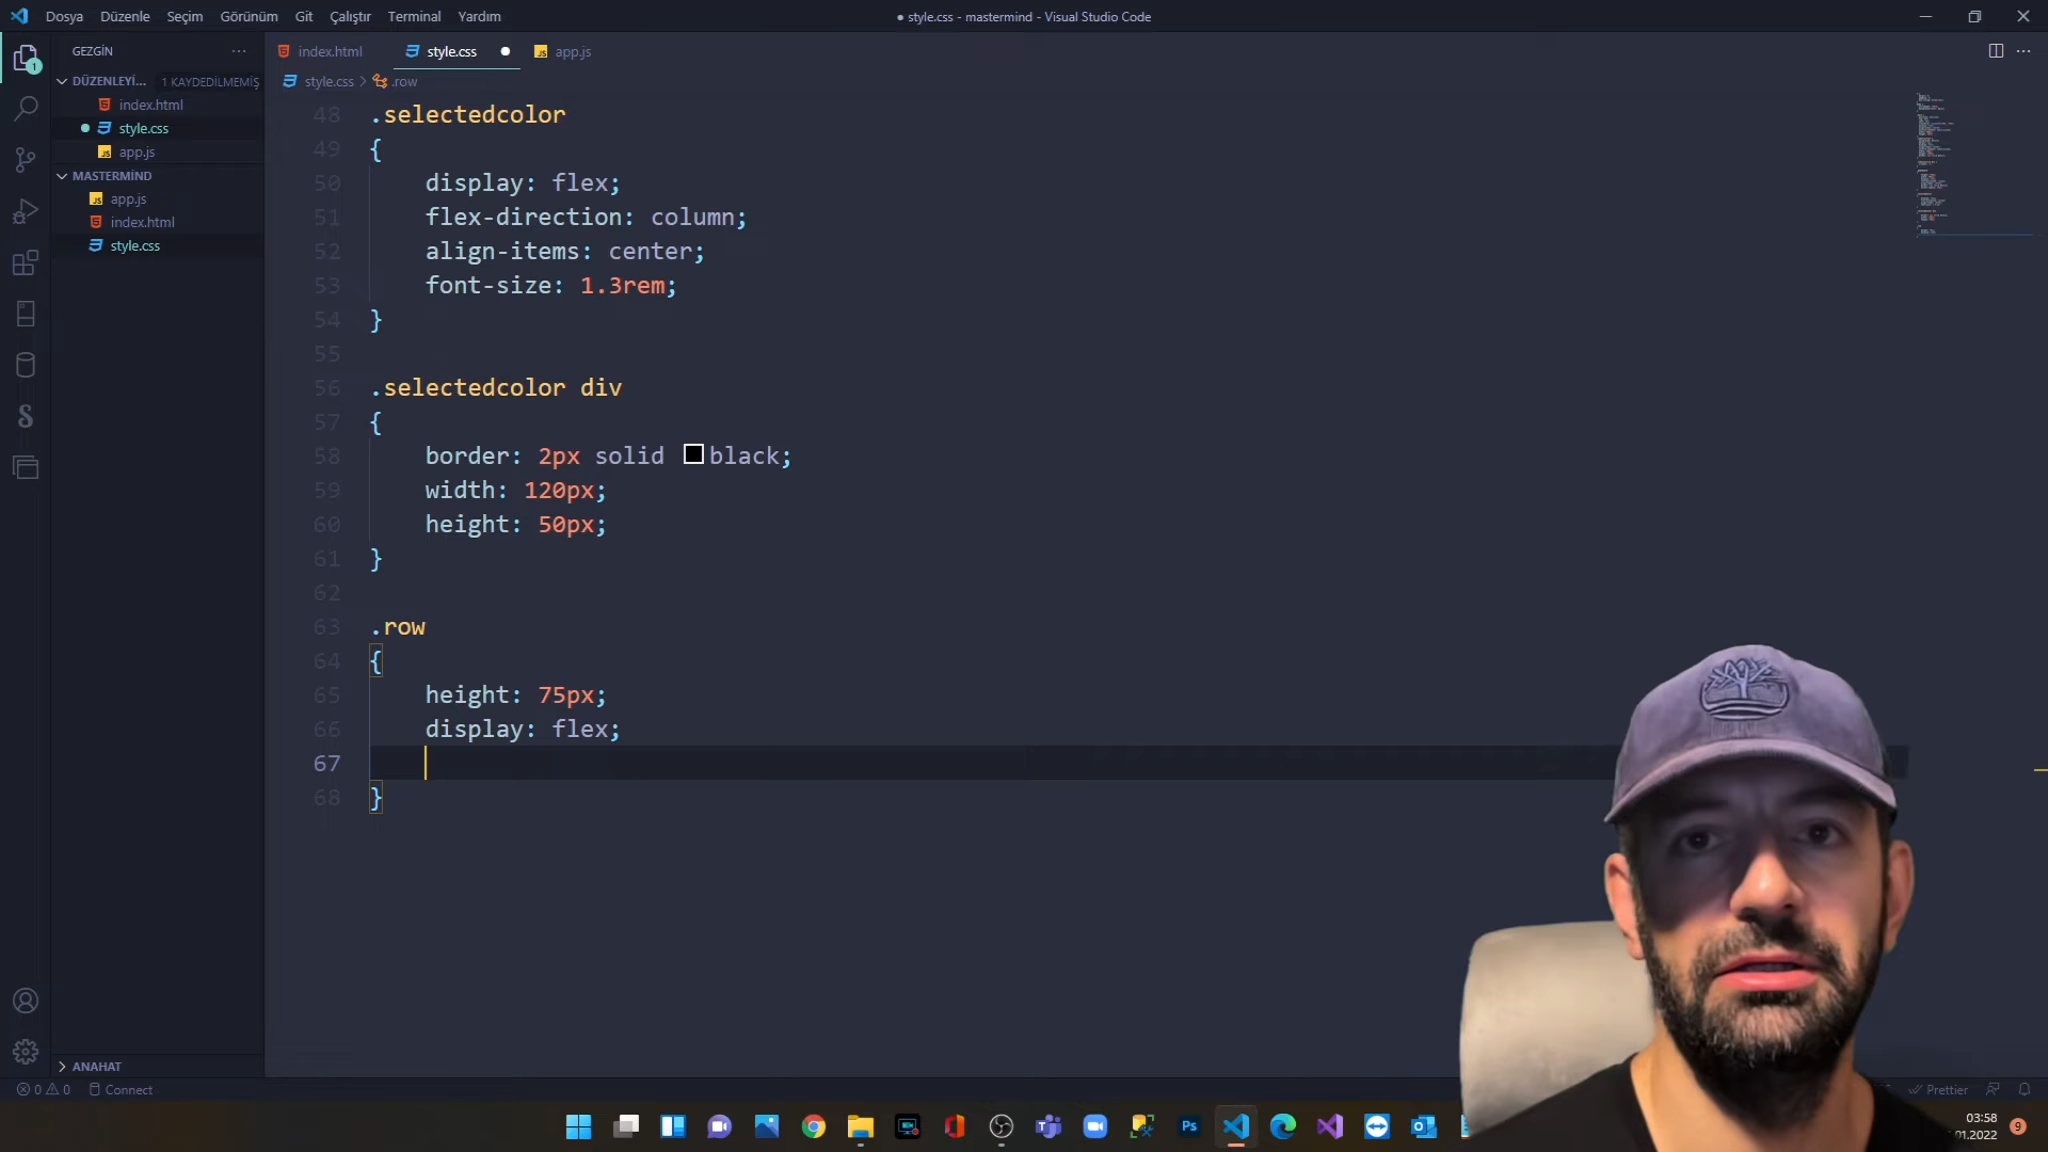 Dosya Düzenle Seçim Görünüm Git Çalıştır Terminal Yardım
● style.css - mastermind - Visual Studio Code
GEZGİN ···
index.html style.css ● app.js
DÜZENLEYİ... 1 KAYDEDİLMEMİŞ
style.css > .row
index.html
style.css
app.js
MASTERMİND
app.js
index.html
style.css
1
48 .selectedcolor
49 {
50 display: flex;
51 flex-direction: column;
52 align-items: center;
53 font-size: 1.3rem;
54 }
55
56 .selectedcolor div
57 {
58 border: 2px solid black;
59 width: 120px;
60 height: 50px;
61 }
62
63 .row
64 {
65 height: 75px;
66 display: flex;
67
68 }
ANAHAT
0 0 Connect
Prettier
Ps
03:58
.01.2022
9